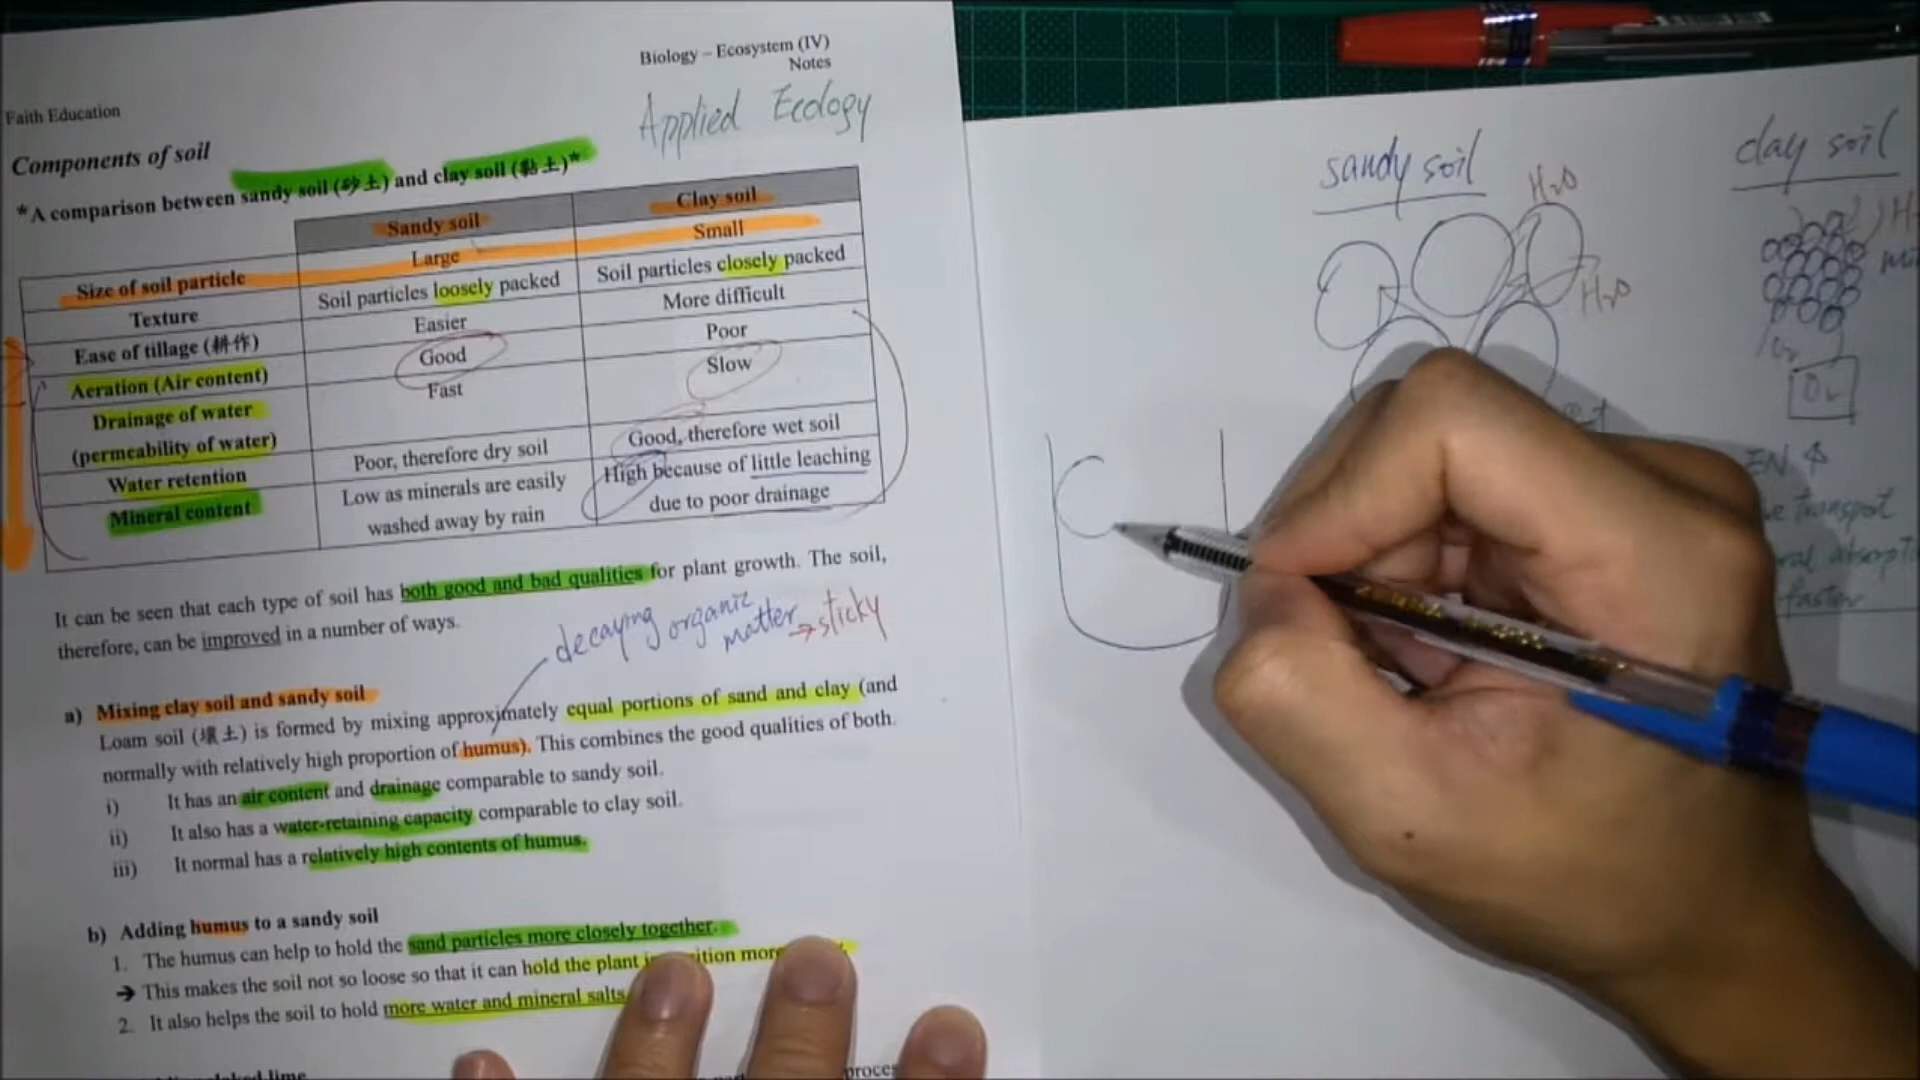 Biology – Ecosystem (IV)
Notes
Faith Education
Applied Ecology
Components of soil
*A comparison between sandy soil (砂土) and clay soil (黏土)*
Sandy soil
Clay soil
Size of soil particle
Large
Small
Texture
Soil particles loosely packed
Soil particles closely packed
Ease of tillage (耕作)
Easier
More difficult
Aeration (Air content)
Good
Poor
Drainage of water
(permeability of water)
Fast
Slow
Water retention
Poor, therefore dry soil
Good, therefore wet soil
Mineral content
Low as minerals are easily
washed away by rain
High because of little leaching
due to poor drainage
It can be seen that each type of soil has both good and bad qualities for plant growth. The soil,
therefore, can be improved in a number of ways.
decaying organic
matter → sticky
a) Mixing clay soil and sandy soil
Loam soil (壤土) is formed by mixing approximately equal portions of sand and clay (and
normally with relatively high proportion of humus). This combines the good qualities of both.
i) It has an air content and drainage comparable to sandy soil.
ii) It also has a water-retaining capacity comparable to clay soil.
iii) It normal has a relatively high contents of humus.
b) Adding humus to a sandy soil
1. The humus can help to hold the sand particles more closely together.
➔ This makes the soil not so loose so that it can hold the plant
2. It also helps the soil to hold more water and mineral salts
lime
sandy soil
H₂O
H₂O
clay soil
O₂
O₂
transport
faster